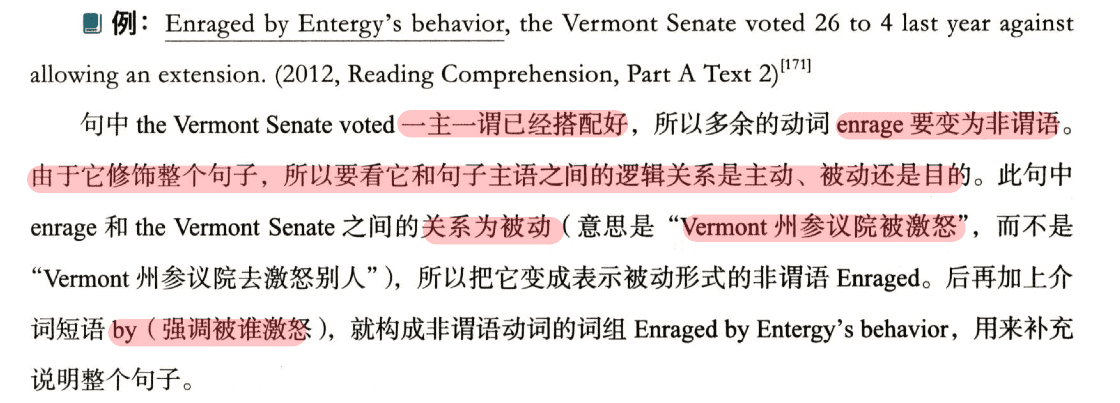 例：Enraged by Entergy's behavior, the Vermont Senate voted 26 to 4 last year against
allowing an extension. (2012, Reading Comprehension, Part A Text 2)[171]
句中 the Vermont Senate voted 一主一谓已经搭配好，所以多余的动词 enrage 要变为非谓语。
由于它修饰整个句子，所以要看它和句子主语之间的逻辑关系是主动、被动还是目的。此句中
enrage 和 the Vermont Senate 之间的关系为被动（意思是“Vermont 州参议院被激怒”，而不是
“Vermont 州参议院去激怒别人”），所以把它变成表示被动形式的非谓语 Enraged。后再加上介
词短语 by（强调被谁激怒），就构成非谓语动词的词组 Enraged by Entergy's behavior，用来补充
说明整个句子。